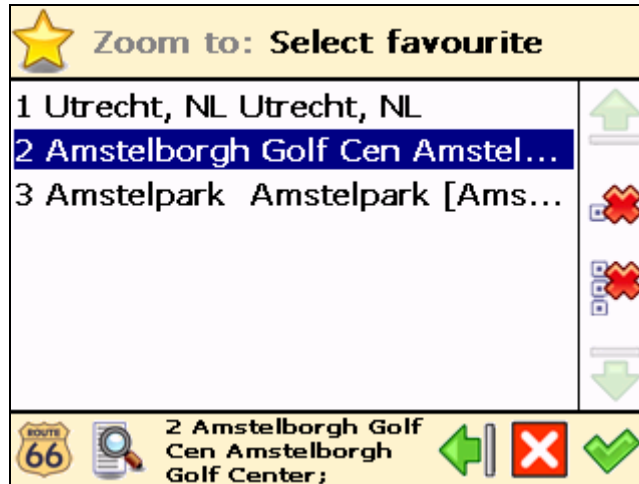 Zoom to: Select favourite
1 Utrecht, NL Utrecht, NL
2 Amstelborgh Golf Cen Amstel...
3 Amstelpark Amstelpark [Ams...
ROUTE
66
2 Amstelborgh Golf
Cen Amstelborgh
Golf Center;